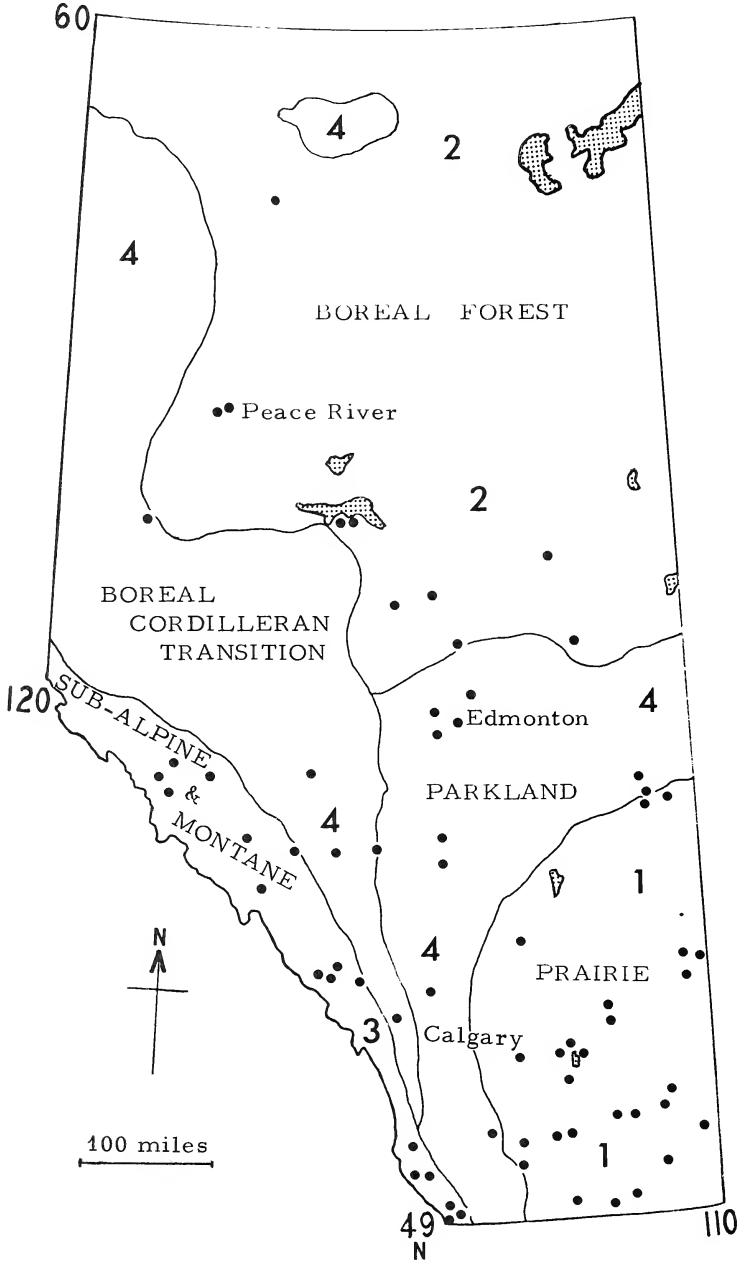 60
4
2
4
BOREAL FOREST
Peace River
2
BOREAL
CORDILLERAN
TRANSITION
120
SUB-ALPINE
&
MONTANE
4
Edmonton
PARKLAND
4
1
N
4
PRAIRIE
3
Calgary
100 miles
1
49
N
110